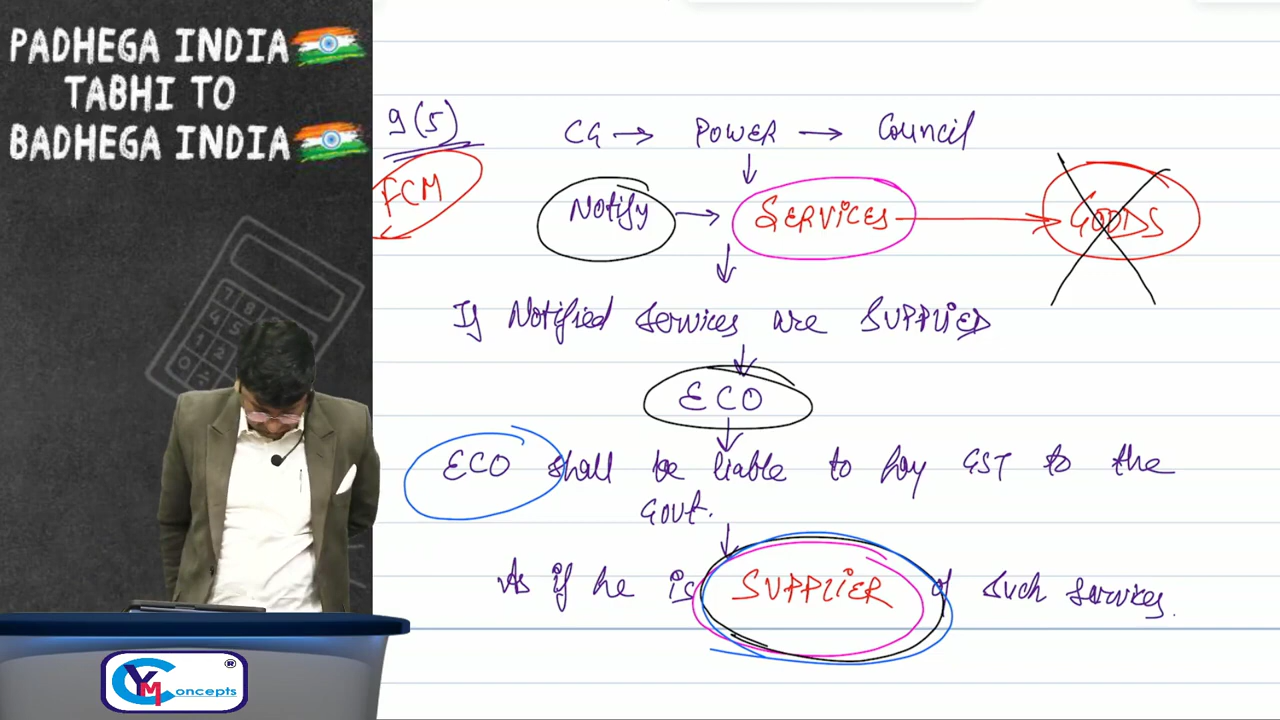 PADHEGA INDIA
TABHI TO
BADHEGA INDIA
9(5)
CG → POWER → Council
FCM
Notify → SERVICES → GOODS
If Notified services are SUPPLIED
ECO
ECO shall be liable to pay GST to the
Govt.
As if he is SUPPLIER of such services.
YM Concepts ®